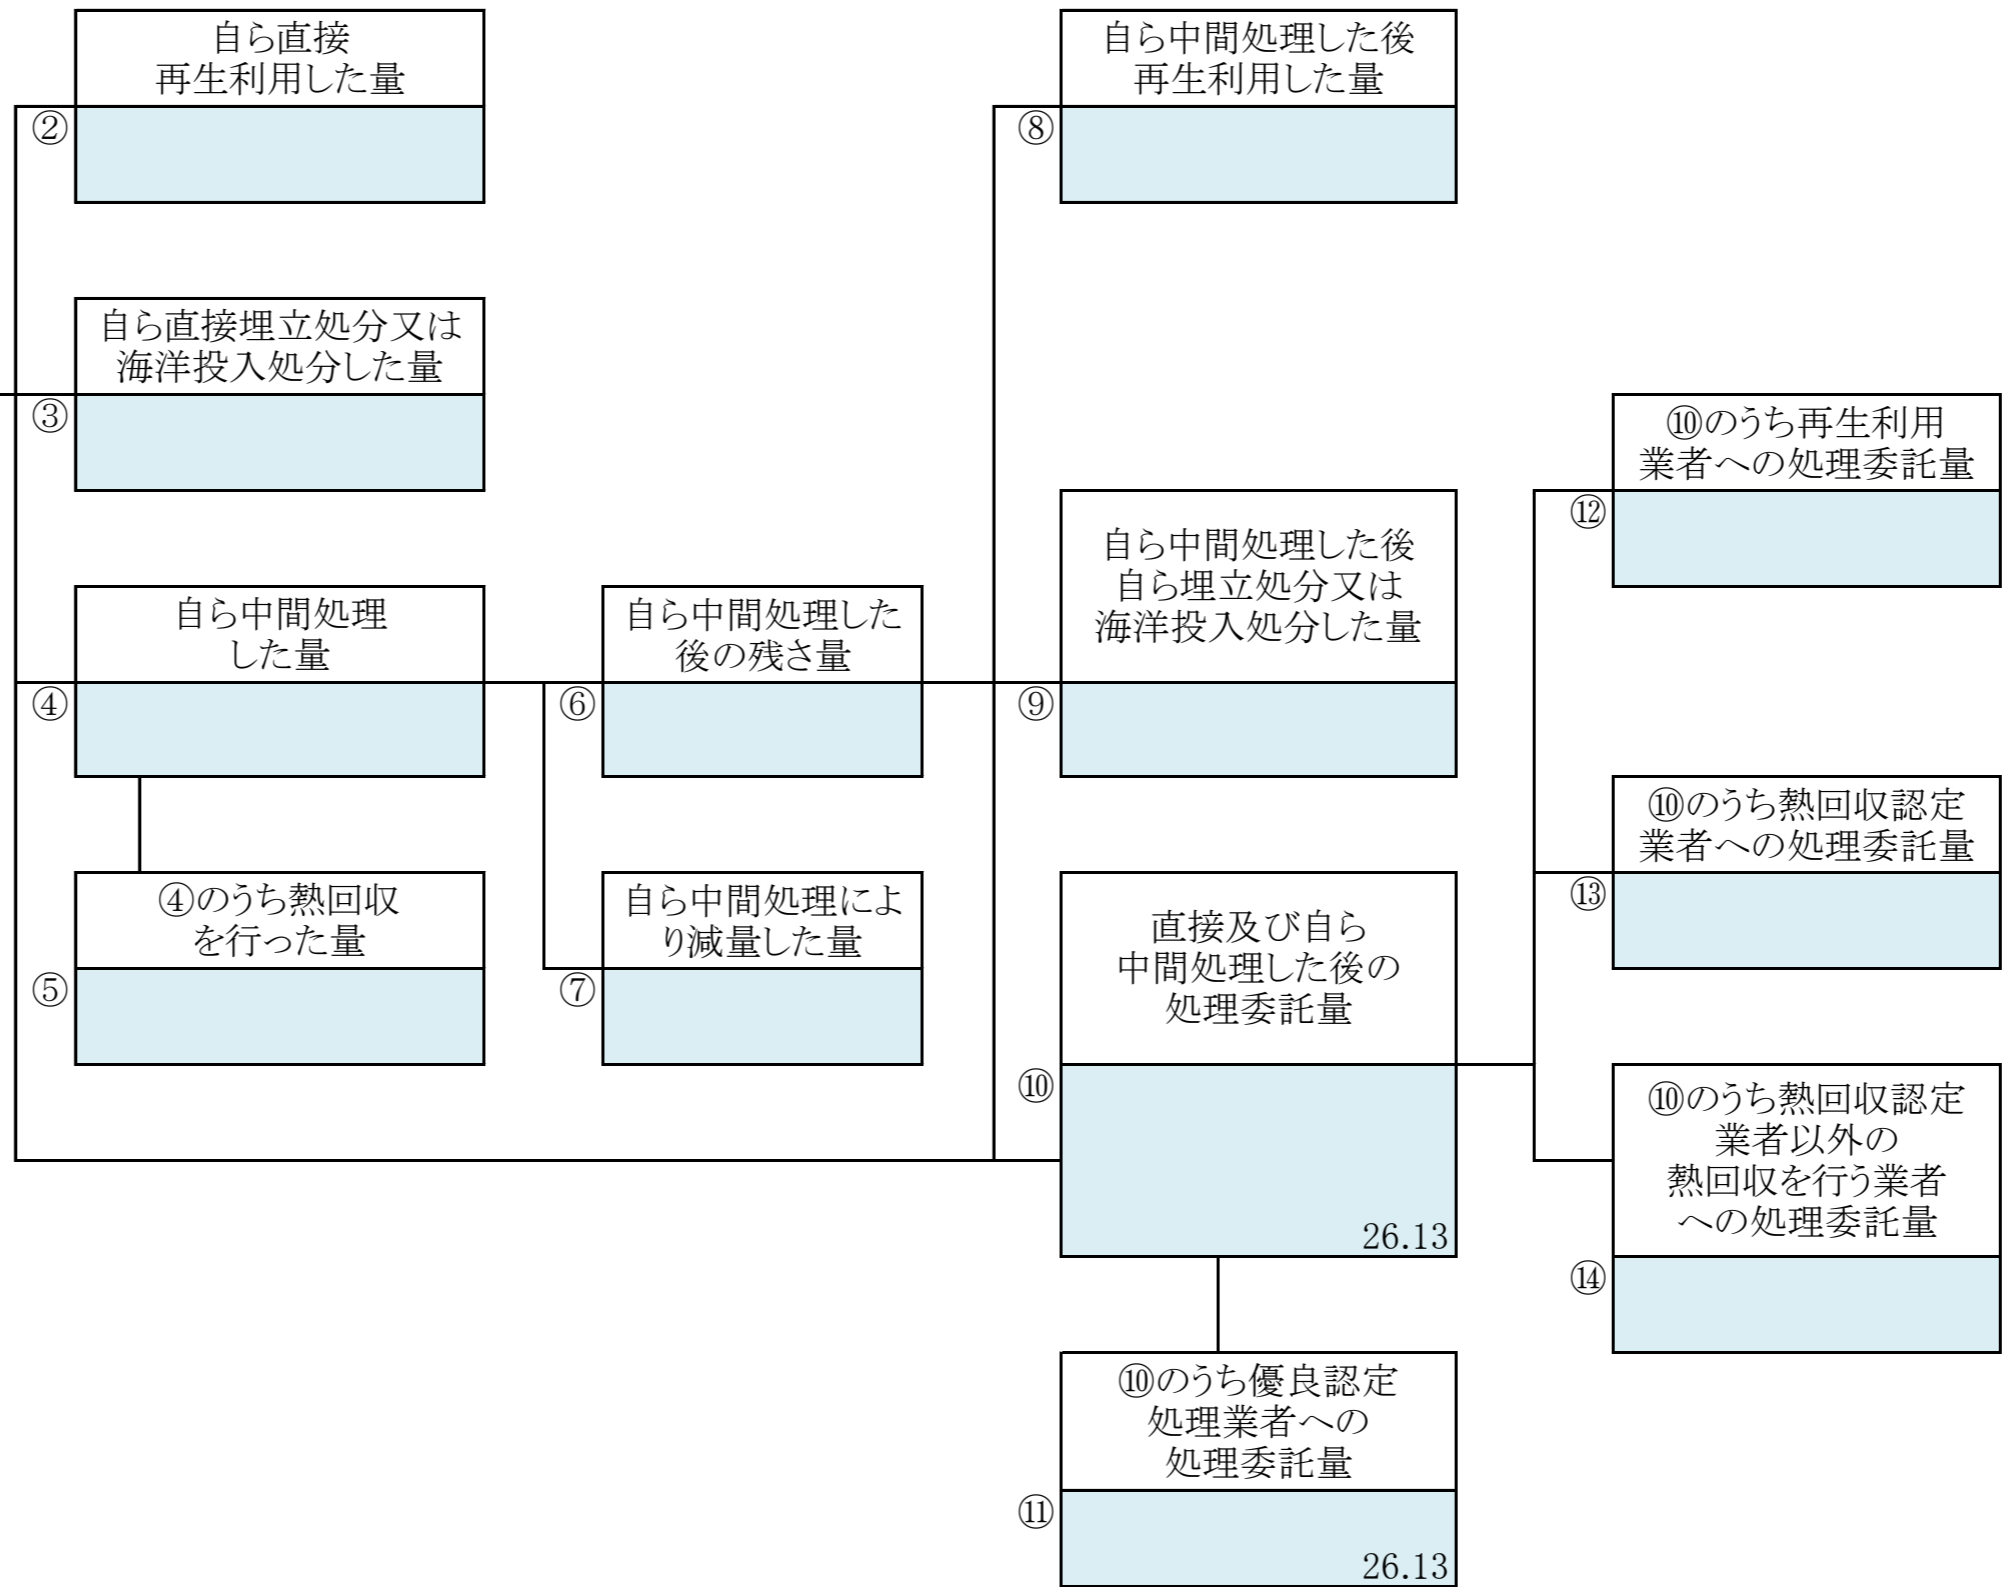 自ら直接
再生利用した量
②
自ら直接埋立処分又は
海洋投入処分した量
③
自ら中間処理
した量
④
④のうち熱回収
を行った量
⑤
自ら中間処理した
後の残さ量
⑥
自ら中間処理によ
り減量した量
⑦
自ら中間処理した後
再生利用した量
⑧
自ら中間処理した後
自ら埋立処分又は
海洋投入処分した量
⑨
直接及び自ら
中間処理した後の
処理委託量
⑩
26.13
⑩のうち優良認定
処理業者への
処理委託量
⑪
26.13
⑩のうち再生利用
業者への処理委託量
⑫
⑩のうち熱回収認定
業者への処理委託量
⑬
⑩のうち熱回収認定
業者以外の
熱回収を行う業者
への処理委託量
⑭